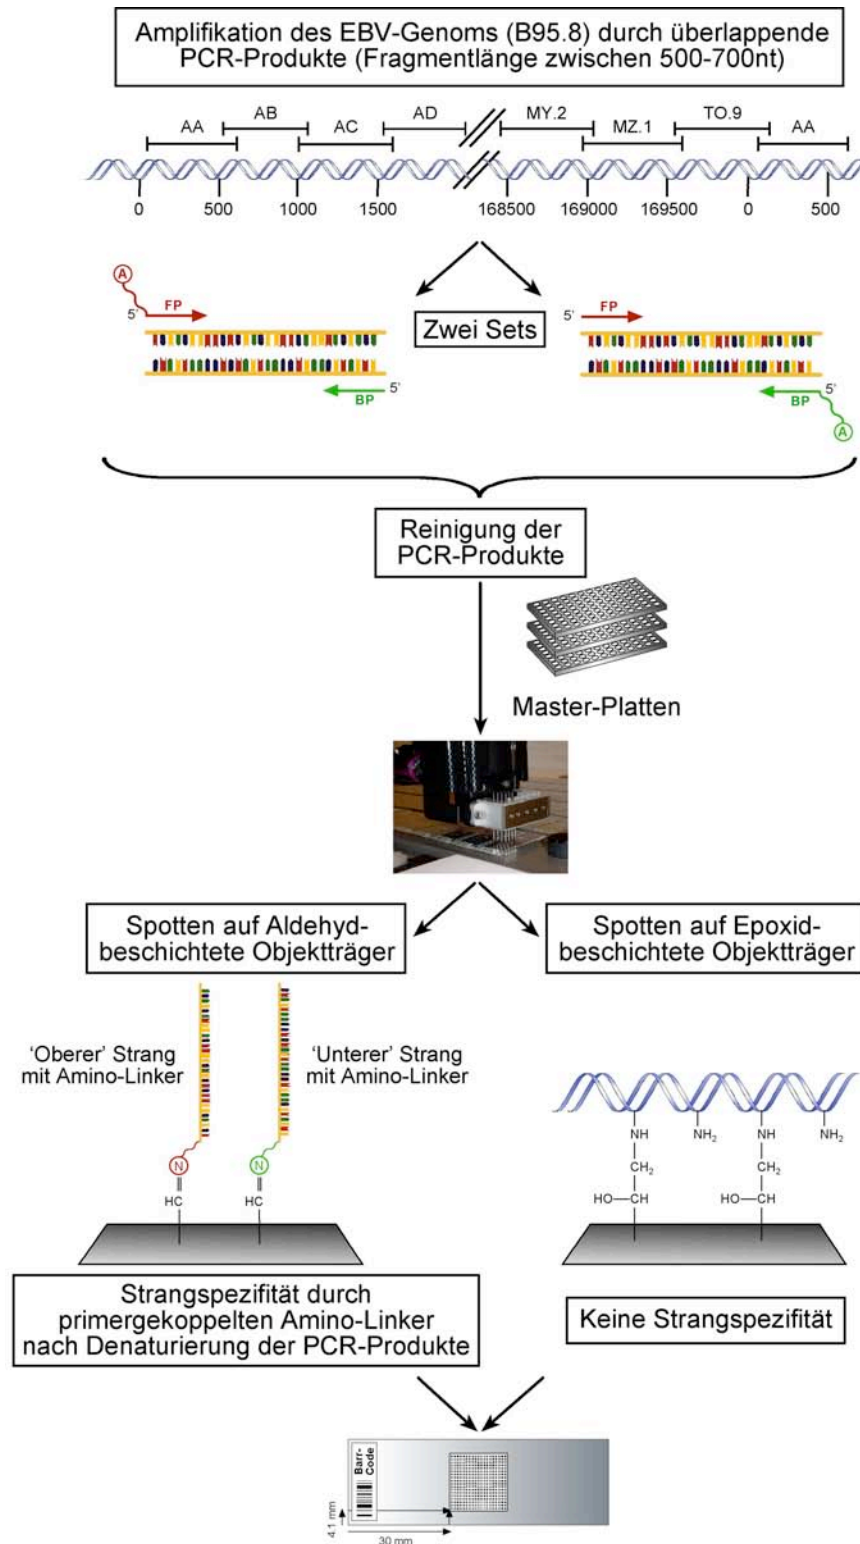 Amplifikation des EBV-Genoms (B95.8) durch überlappende
PCR-Produkte (Fragmentlänge zwischen 500-700nt)
AA AB AC AD MY.2 MZ.1 TO.9 AA
0 500 1000 1500 168500 169000 169500 0 500
A
FP
5'
BP
5'
Zwei Sets
5'
FP
5'
BP
A
Reinigung der
PCR-Produkte
Master-Platten
Spotten auf Aldehyd-
beschichtete Objektträger
Spotten auf Epoxid-
beschichtete Objektträger
'Oberer' Strang
mit Amino-Linker
'Unterer' Strang
mit Amino-Linker
N N
HC HC
NH NH2 NH NH2
CH2 CH2
HO—CH HO—CH
Strangspezifität durch
primergekoppelten Amino-Linker
nach Denaturierung der PCR-Produkte
Keine Strangspezifität
Barr-
Code
4.1 mm
30 mm